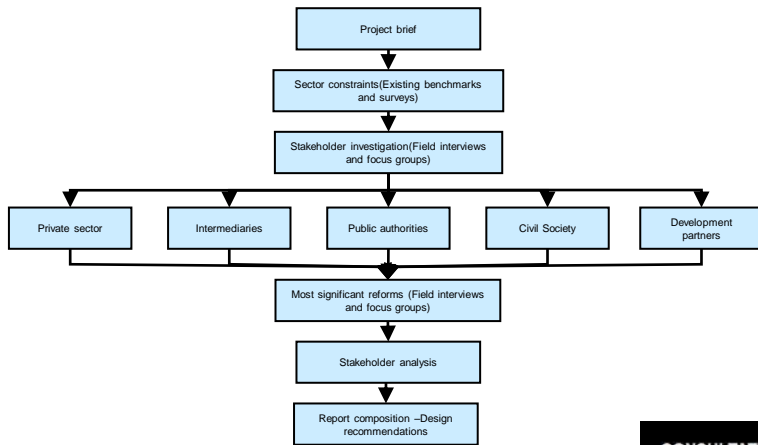 Project brief
Sector constraints(Existing benchmarks
and surveys)
Stakeholder investigation(Field interviews
and focus groups)
Private sector
Intermediaries
Public authorities
Civil Society
Development
partners
Most significant reforms (Field interviews
and focus groups)
Stakeholder analysis
Report composition –Design
recommendations